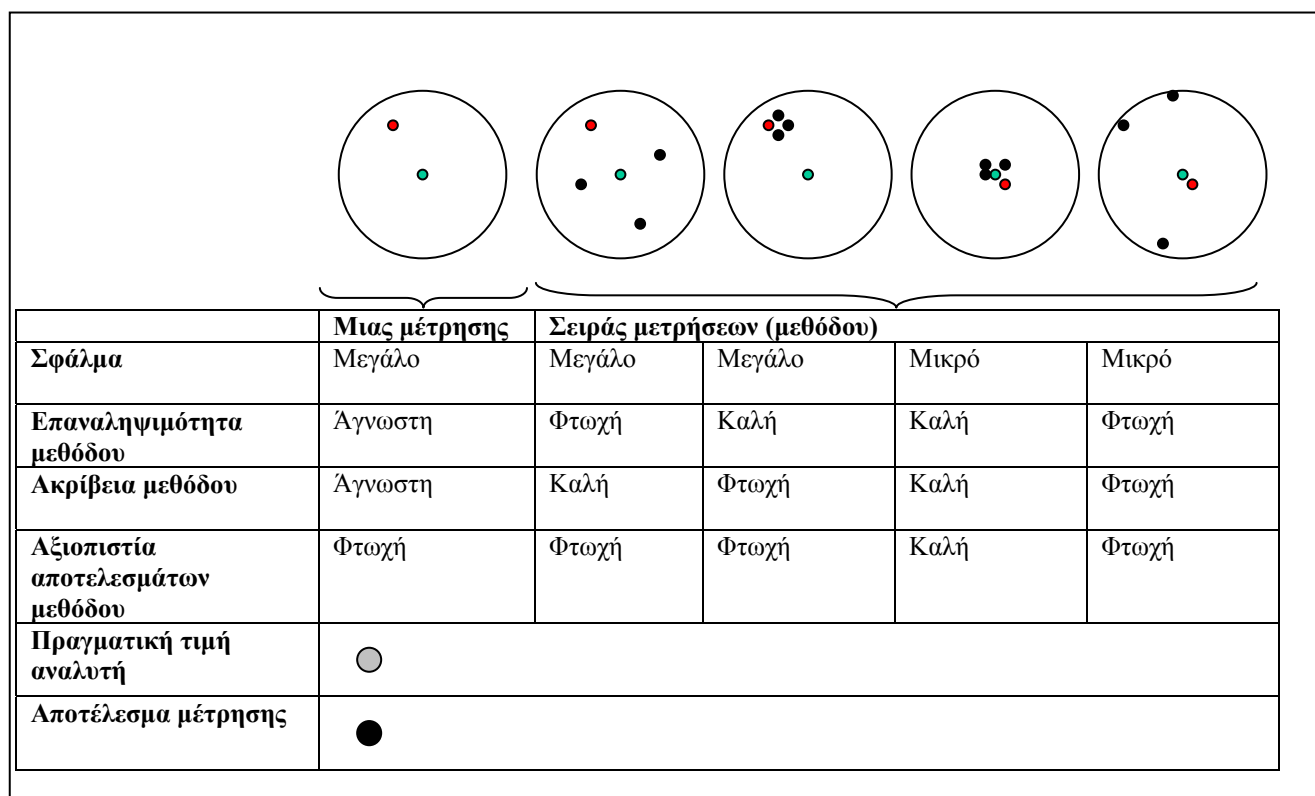 Μιας μέτρησης Σειράς μετρήσεων (μεθόδου)
Σφάλμα Μεγάλο Μεγάλο Μεγάλο Μικρό Μικρό
Επαναληψιμότητα Άγνωστη Φτωχή Καλή Καλή Φτωχή
μεθόδου
Ακρίβεια μεθόδου Άγνωστη Καλή Φτωχή Καλή Φτωχή
Αξιοπιστία Φτωχή Φτωχή Φτωχή Καλή Φτωχή
αποτελεσμάτων
μεθόδου
Πραγματική τιμή
αναλυτή
Αποτέλεσμα μέτρησης